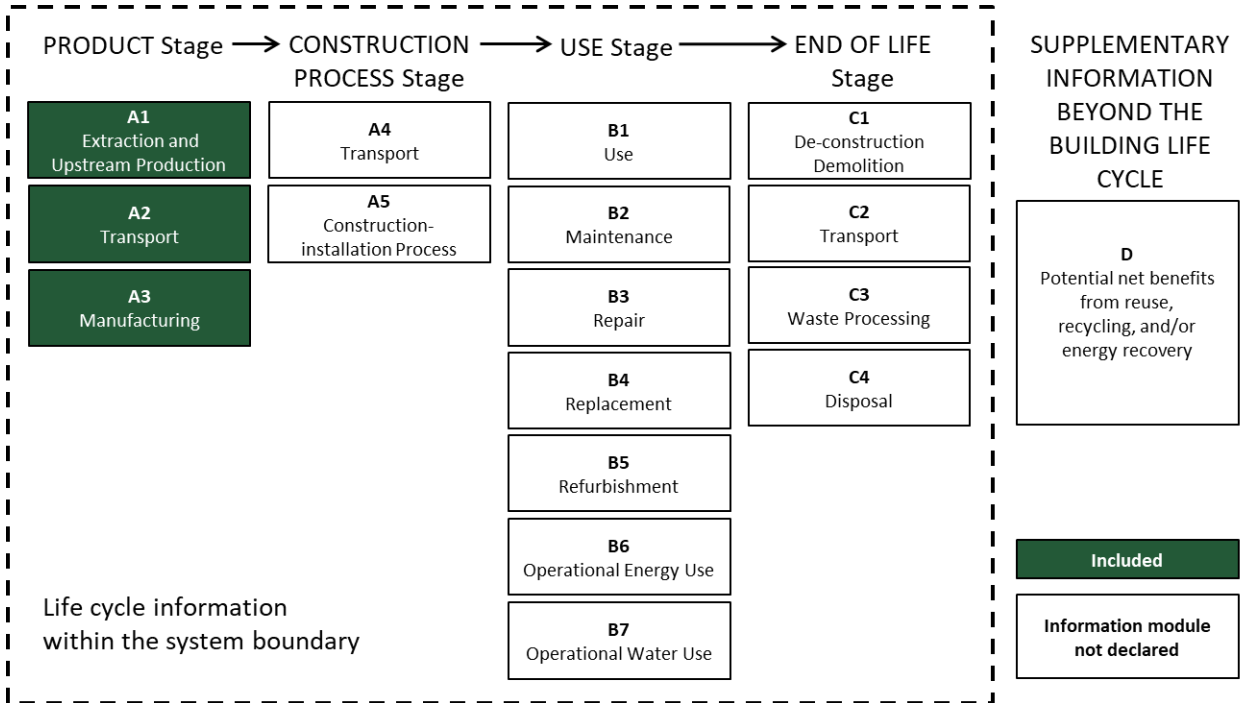 PRODUCT Stage
CONSTRUCTION
PROCESS Stage
USE Stage
END OF LIFE
Stage
SUPPLEMENTARY
INFORMATION
BEYOND THE
BUILDING LIFE
CYCLE
A1
Extraction and
Upstream Production
A2
Transport
A3
Manufacturing
A4
Transport
A5
Construction-
installation Process
B1
Use
B2
Maintenance
B3
Repair
B4
Replacement
B5
Refurbishment
B6
Operational Energy Use
B7
Operational Water Use
C1
De-construction
Demolition
C2
Transport
C3
Waste Processing
C4
Disposal
D
Potential net benefits
from reuse,
recycling, and/or
energy recovery
Life cycle information
within the system boundary
Included
Information module
not declared